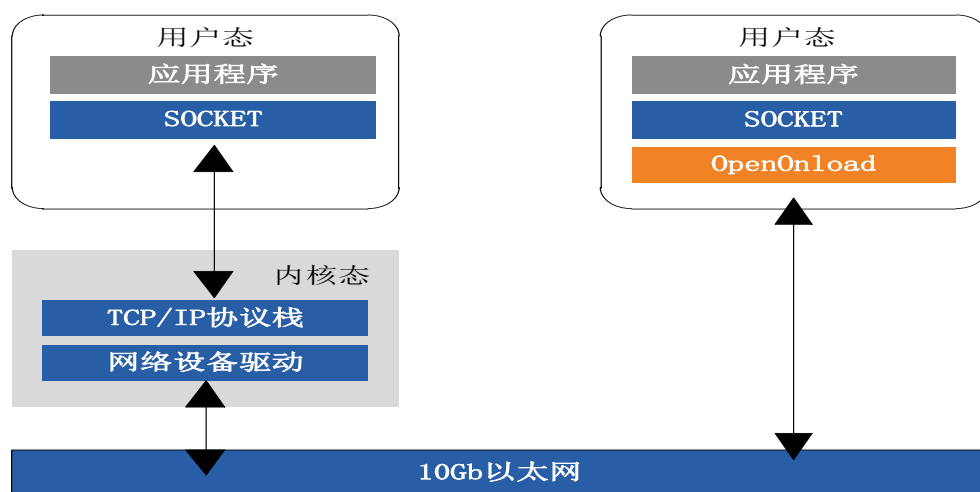 用户态
应用程序
SOCKET
内核态
TCP/IP协议栈
网络设备驱动
用户态
应用程序
SOCKET
OpenOnload
10Gb以太网